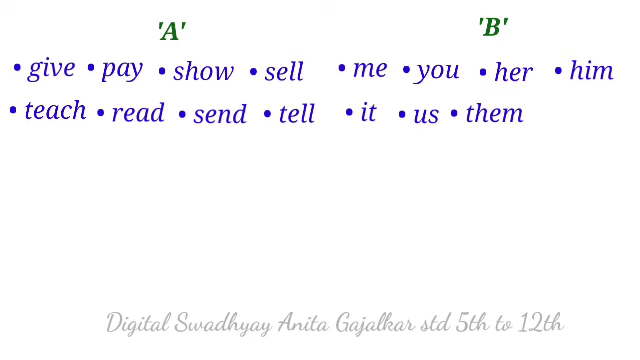 'A' 'B'
• give • pay • show • sell • me • you • her • him
• teach • read • send • tell • it • us • them
Digital Swadhyay Anita Gajalkar std 5th to 12th